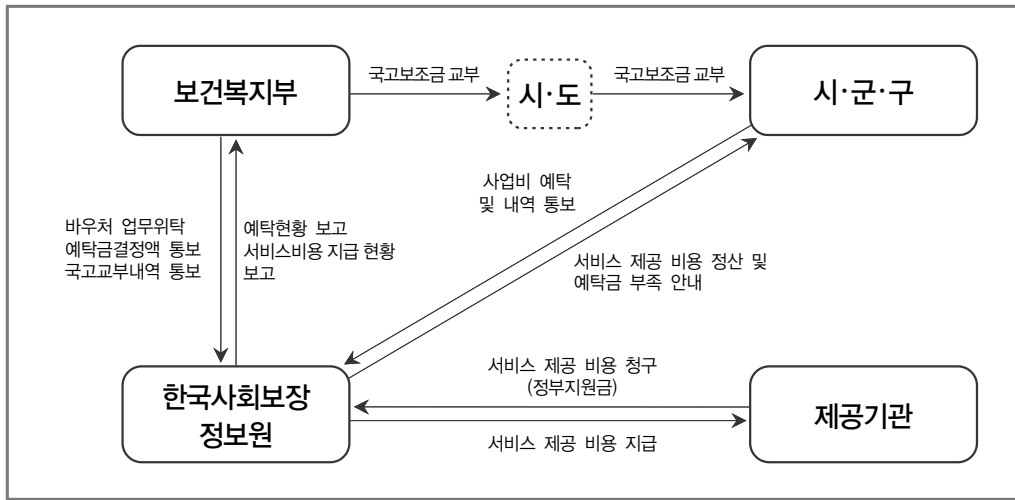 보건복지부
국고보조금 교부
시·도
국고보조금 교부
시·군·구
바우처 업무위탁
예탁금결정액 통보
국고교부내역 통보
예탁현황 보고
서비스비용 지급 현황
보고
사업비 예탁
및 내역 통보
서비스 제공 비용 정산 및
예탁금 부족 안내
한국사회보장
정보원
서비스 제공 비용 청구
(정부지원금)
서비스 제공 비용 지급
제공기관